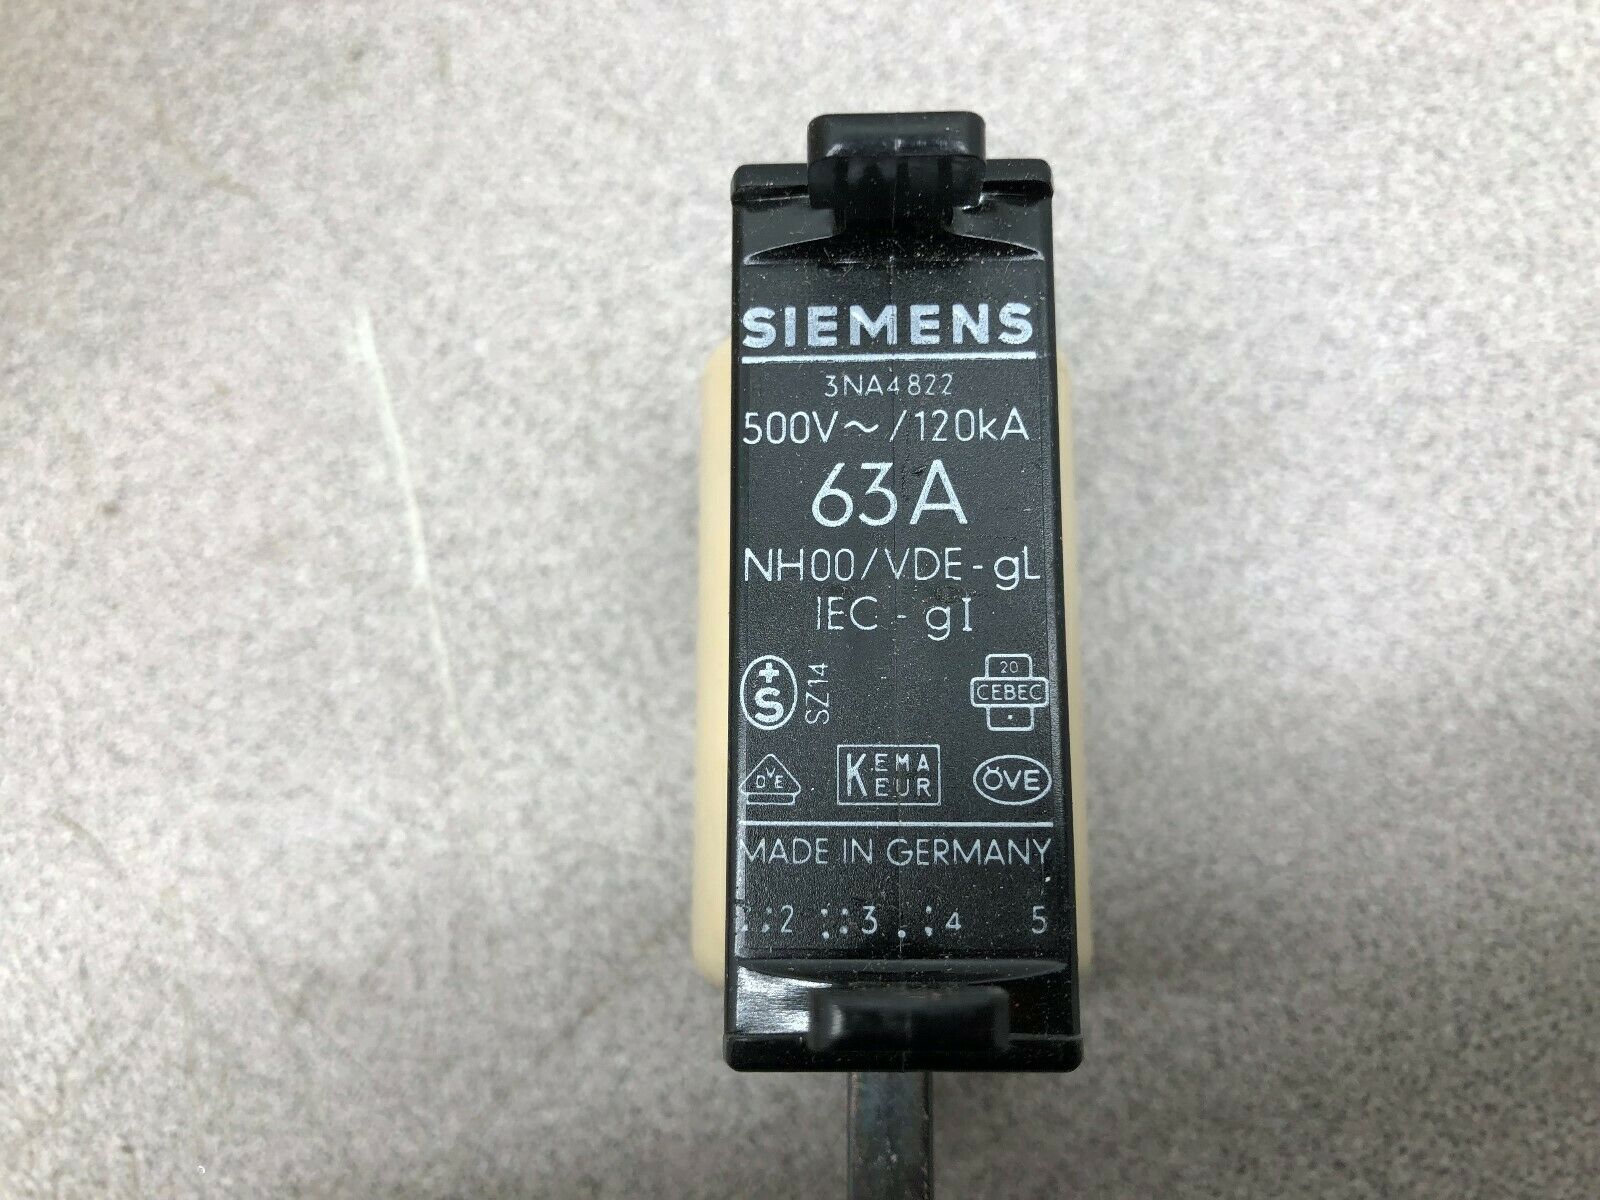 SIEMENS
3NA4822
500V~/120kA
63A
NH00/VDE-gL
IEC - gI
+S SZ14
20
CEBEC
DVE
KEMA
KEUR
ÖVE
MADE IN GERMANY
::2 ::3 .:4 5